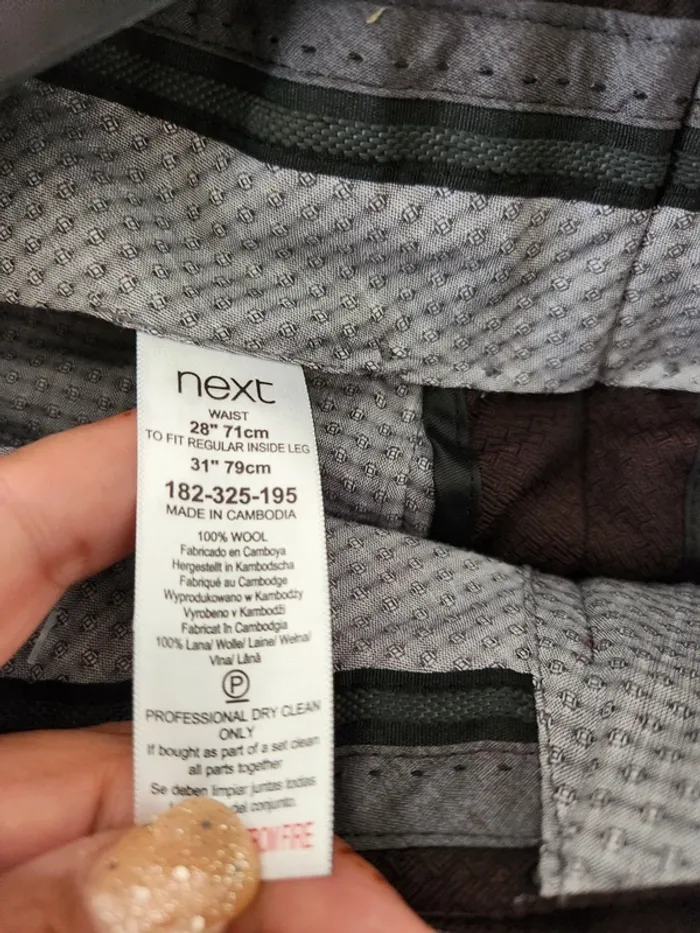 next
WAIST
28" 71cm
TO FIT REGULAR INSIDE LEG
31" 79cm
182-325-195
MADE IN CAMBODIA
100% WOOL
Fabricado en Camboya
Hergestellt in Kambodscha
Fabriqué au Cambodge
Wyprodukowano w Kambodży
Vyrobeno v Kambodži
Fabricat în Cambodgia
100% Lana/ Wolle/ Laine/ Wełna/
Vlna/ Lână
P
PROFESSIONAL DRY CLEAN
ONLY
If bought as part of a set clean
all parts together
Se deben limpiar juntas todas
del conjunto.
FIRE